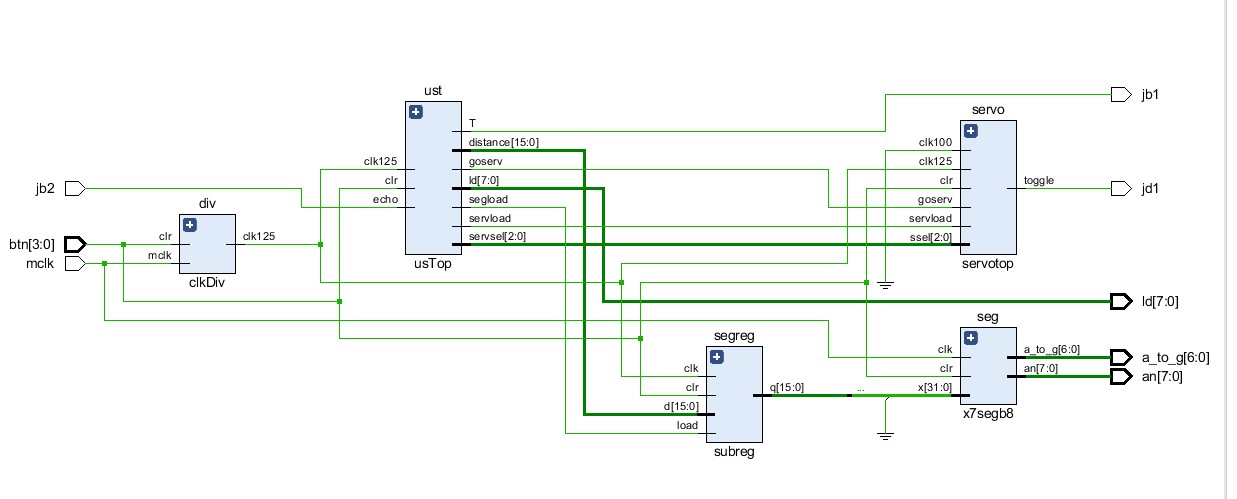 ust
T
distance[15:0]
goserv
ld[7:0]
segload
servload
servsel[2:0]
clk125
clr
echo
usTop
jb2
btn[3:0]
mclk
div
clr
mclk
clk125
clkDiv
servo
clk100
clk125
clr
goserv
servload
ssel[2:0]
toggle
servotop
jb1
jd1
ld[7:0]
segreg
clk
clr
d[15:0]
load
q[15:0]
subreg
...
seg
clk
clr
x[31:0]
a_to_g[6:0]
an[7:0]
x7segb8
a_to_g[6:0]
an[7:0]